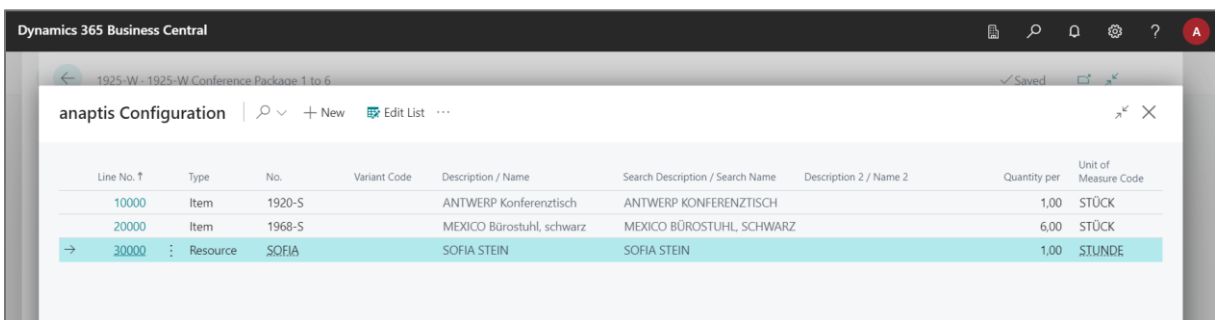 Dynamics 365 Business Central
?
A
1925-W · 1925-W Conference Package 1 to 6
✓ Saved
anaptis Configuration
+ New
Edit List
Line No. ↑ Type No. Variant Code Description / Name Search Description / Search Name Description 2 / Name 2 Quantity per Unit of Measure Code
10000 Item 1920-S ANTWERP Konferenztisch ANTWERP KONFERENZTISCH 1,00 STÜCK
20000 Item 1968-S MEXICO Bürostuhl, schwarz MEXICO BÜROSTUHL, SCHWARZ 6,00 STÜCK
30000 Resource SOFIA SOFIA STEIN SOFIA STEIN 1,00 STUNDE